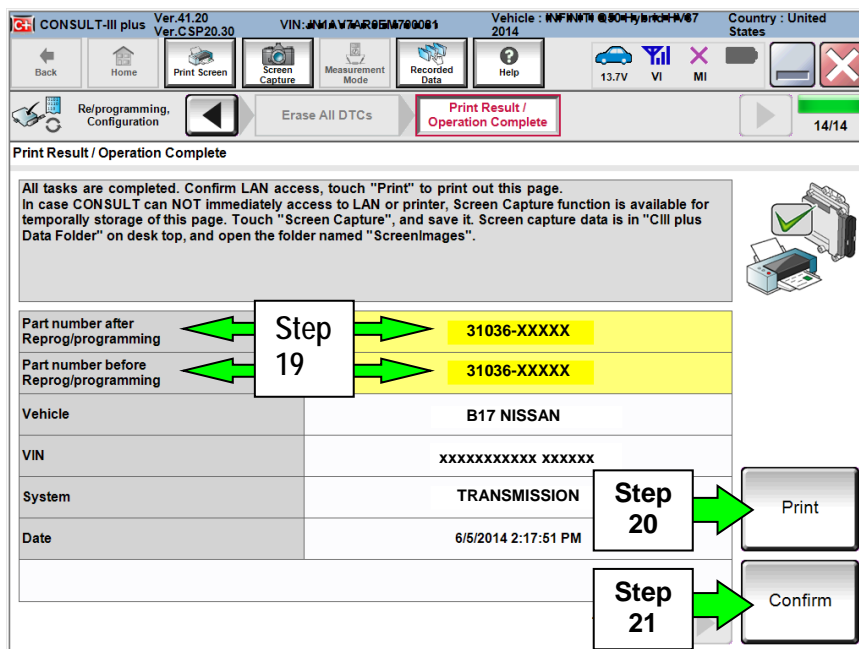 CONSULT-III plus Ver.41.20
Ver.CSP20.30
VIN:
Vehicle :
2014
Country : United
States
Back
Home
Print Screen
Screen
Capture
Measurement
Mode
Recorded
Data
Help
13.7V
VI
MI
Re/programming,
Configuration
Erase All DTCs
Print Result /
Operation Complete
14/14
Print Result / Operation Complete
All tasks are completed. Confirm LAN access, touch "Print" to print out this page.
In case CONSULT can NOT immediately access to LAN or printer, Screen Capture function is available for
temporally storage of this page. Touch "Screen Capture", and save it. Screen capture data is in "CIII plus
Data Folder" on desk top, and open the folder named "ScreenImages".
Part number after
Reprog/programming
Step
19
31036-XXXXX
Part number before
Reprog/programming
31036-XXXXX
Vehicle
B17 NISSAN
VIN
xxxxxxxxxxx xxxxxx
System
TRANSMISSION
Step
20
Print
Date
6/5/2014 2:17:51 PM
Step
21
Confirm